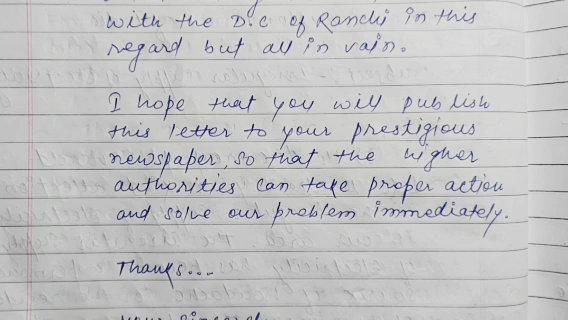 with the D.C of Ranchi in this
regard but all in vain.
I hope that you will publish
this letter to your prestigious
newspaper, so that the higher
authorities can take proper action
and solve our problem immediately.
Thanks...